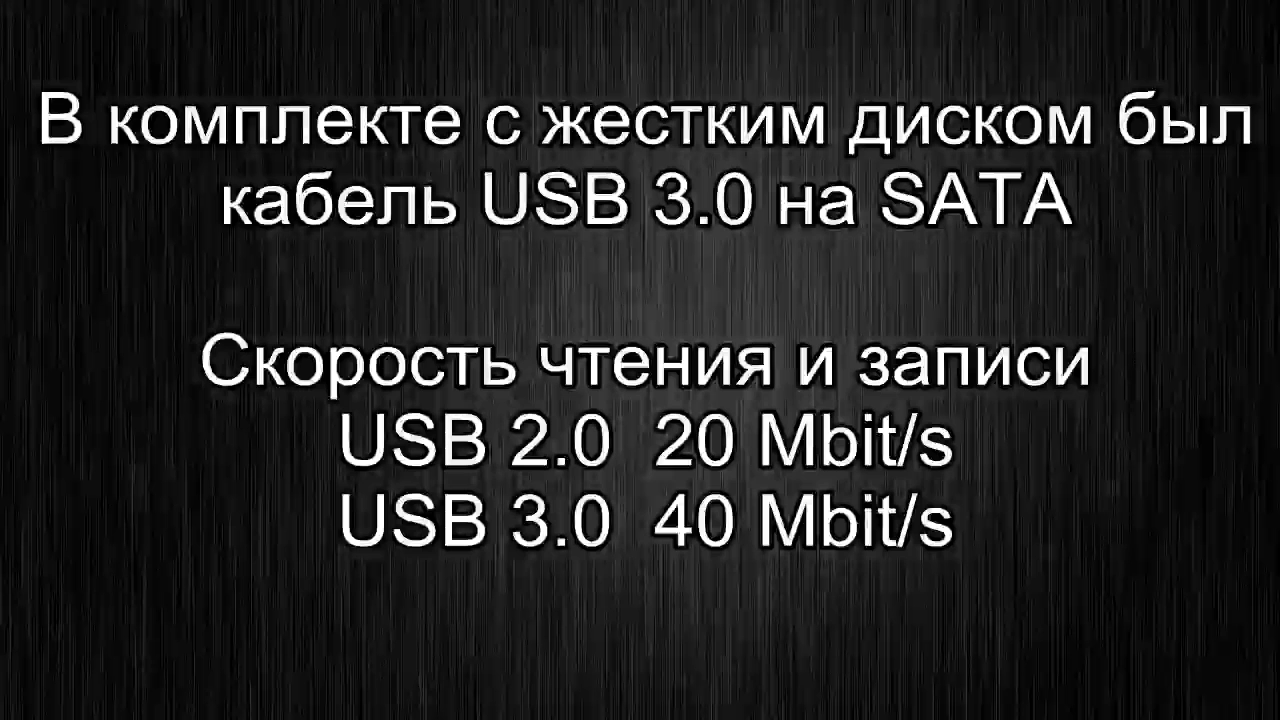 В комплекте с жестким диском был
кабель USB 3.0 на SATA
Скорость чтения и записи
USB 2.0 20 Mbit/s
USB 3.0 40 Mbit/s